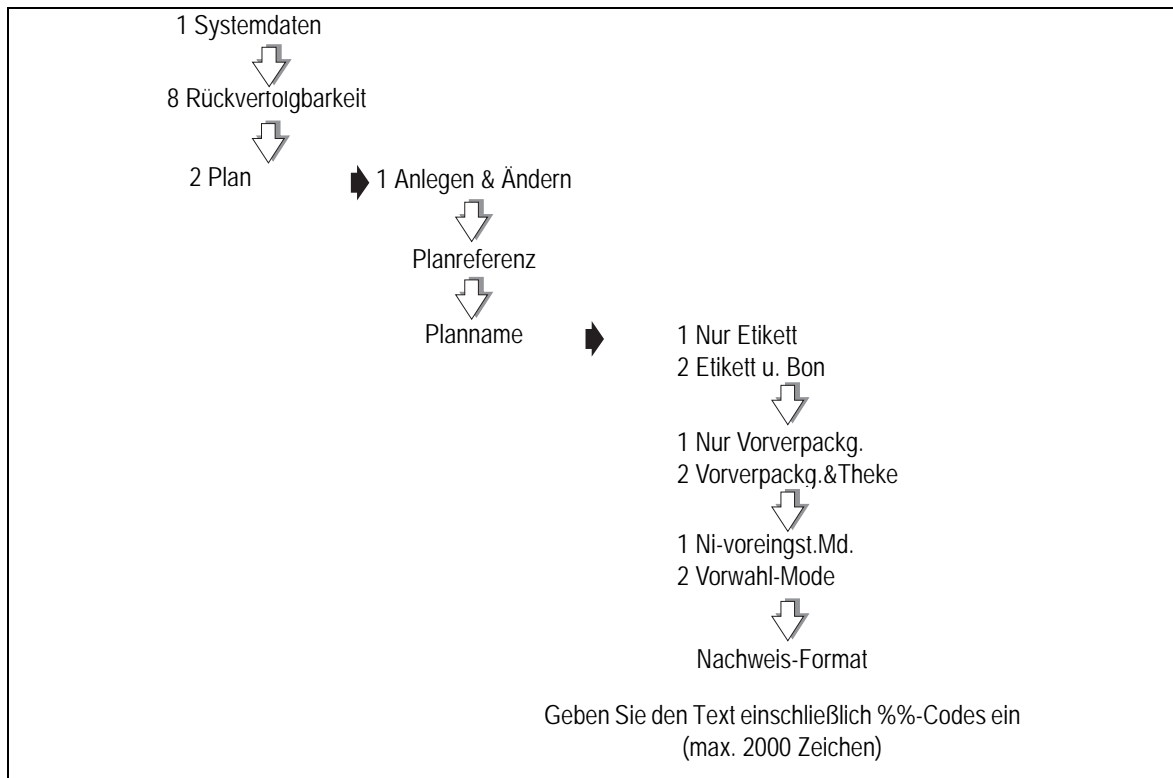 1 Systemdaten
8 Rückverfolgbarkeit
2 Plan
1 Anlegen & Ändern
Planreferenz
Planname
1 Nur Etikett
2 Etikett u. Bon
1 Nur Vorverpackg.
2 Vorverpackg.&Theke
1 Ni-voreingst.Md.
2 Vorwahl-Mode
Nachweis-Format
Geben Sie den Text einschließlich %%-Codes ein
(max. 2000 Zeichen)